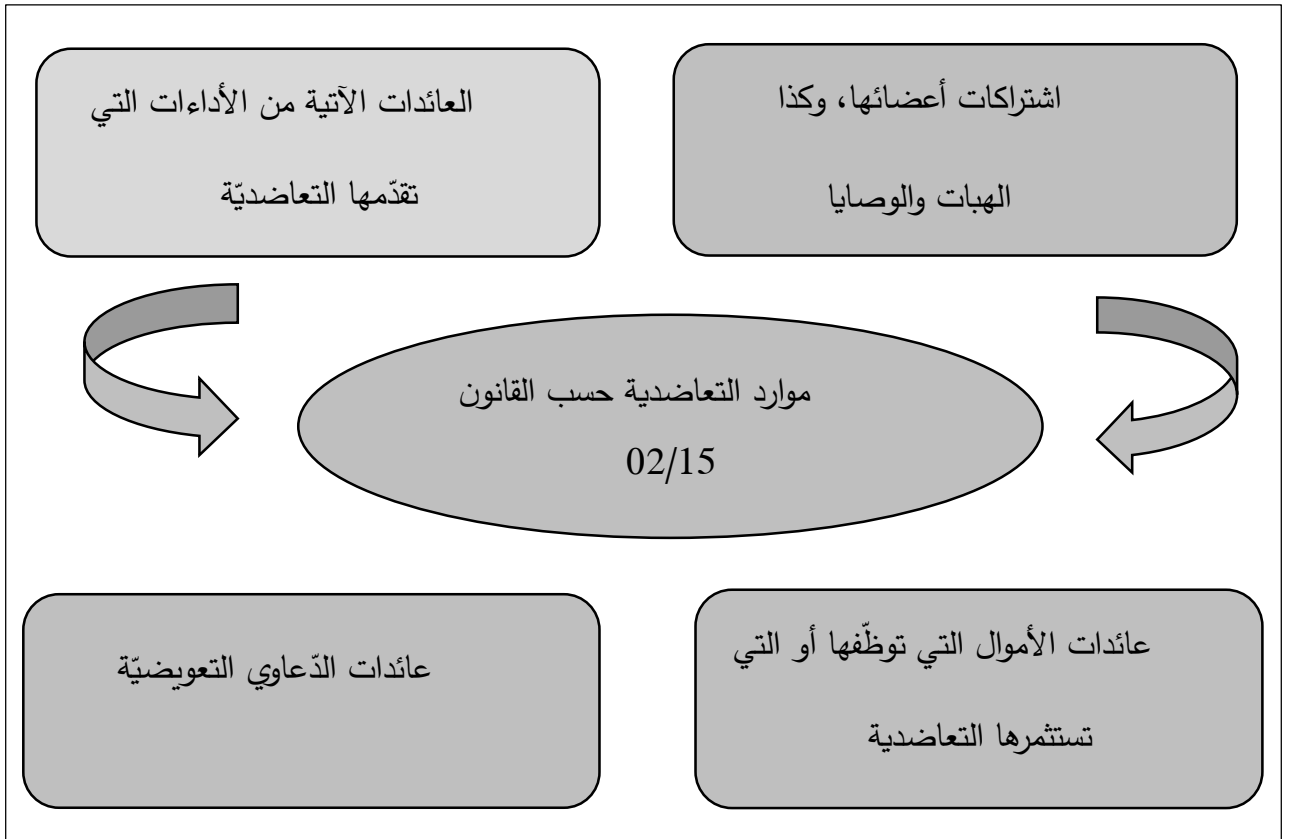 اشتراكات أعضائها، وكذا
الهبات والوصايا
العائدات الآتية من الأداءات التي
تقدّمها التعاضديّة
موارد التعاضدية حسب القانون
02/15
عائدات الأموال التي توظّفها أو التي
تستثمرها التعاضدية
عائدات الدّعاوي التعويضيّة